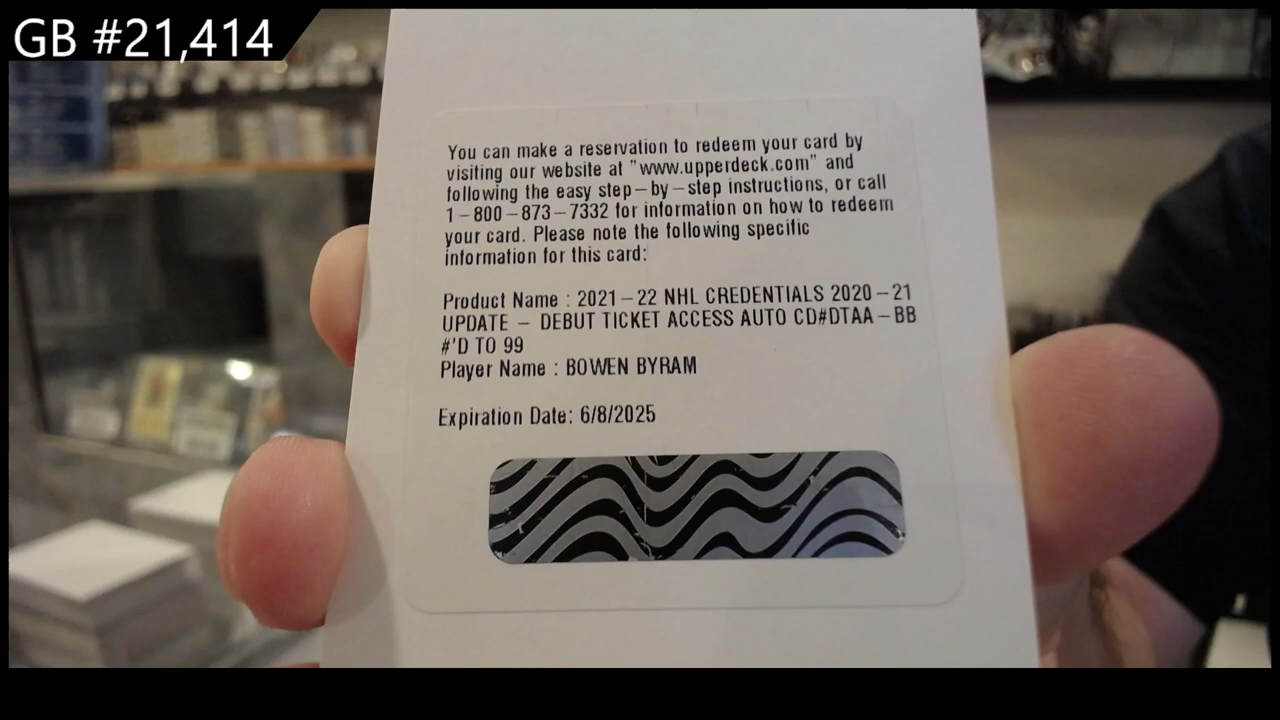 GB #21,414
You can make a reservation to redeem your card by
visiting our website at "www.upperdeck.com" and
following the easy step-by-step instructions, or call
1-800-873-7332 for information on how to redeem
your card. Please note the following specific
information for this card:
Product Name : 2021-22 NHL CREDENTIALS 2020-21
UPDATE - DEBUT TICKET ACCESS AUTO CD#DTAA-BB
#'D TO 99
Player Name : BOWEN BYRAM
Expiration Date: 6/8/2025